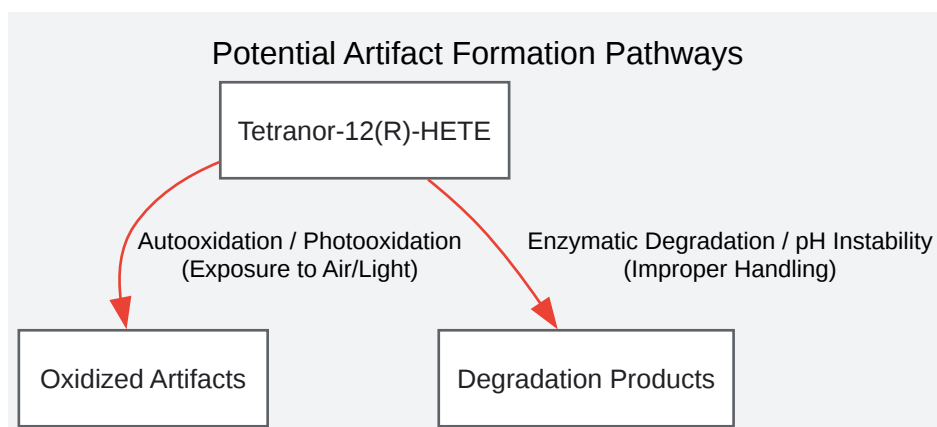 Potential Artifact Formation Pathways
Tetranor-12(R)-HETE
Autooxidation / Photooxidation
(Exposure to Air/Light)
Enzymatic Degradation / pH Instability
(Improper Handling)
Oxidized Artifacts
Degradation Products